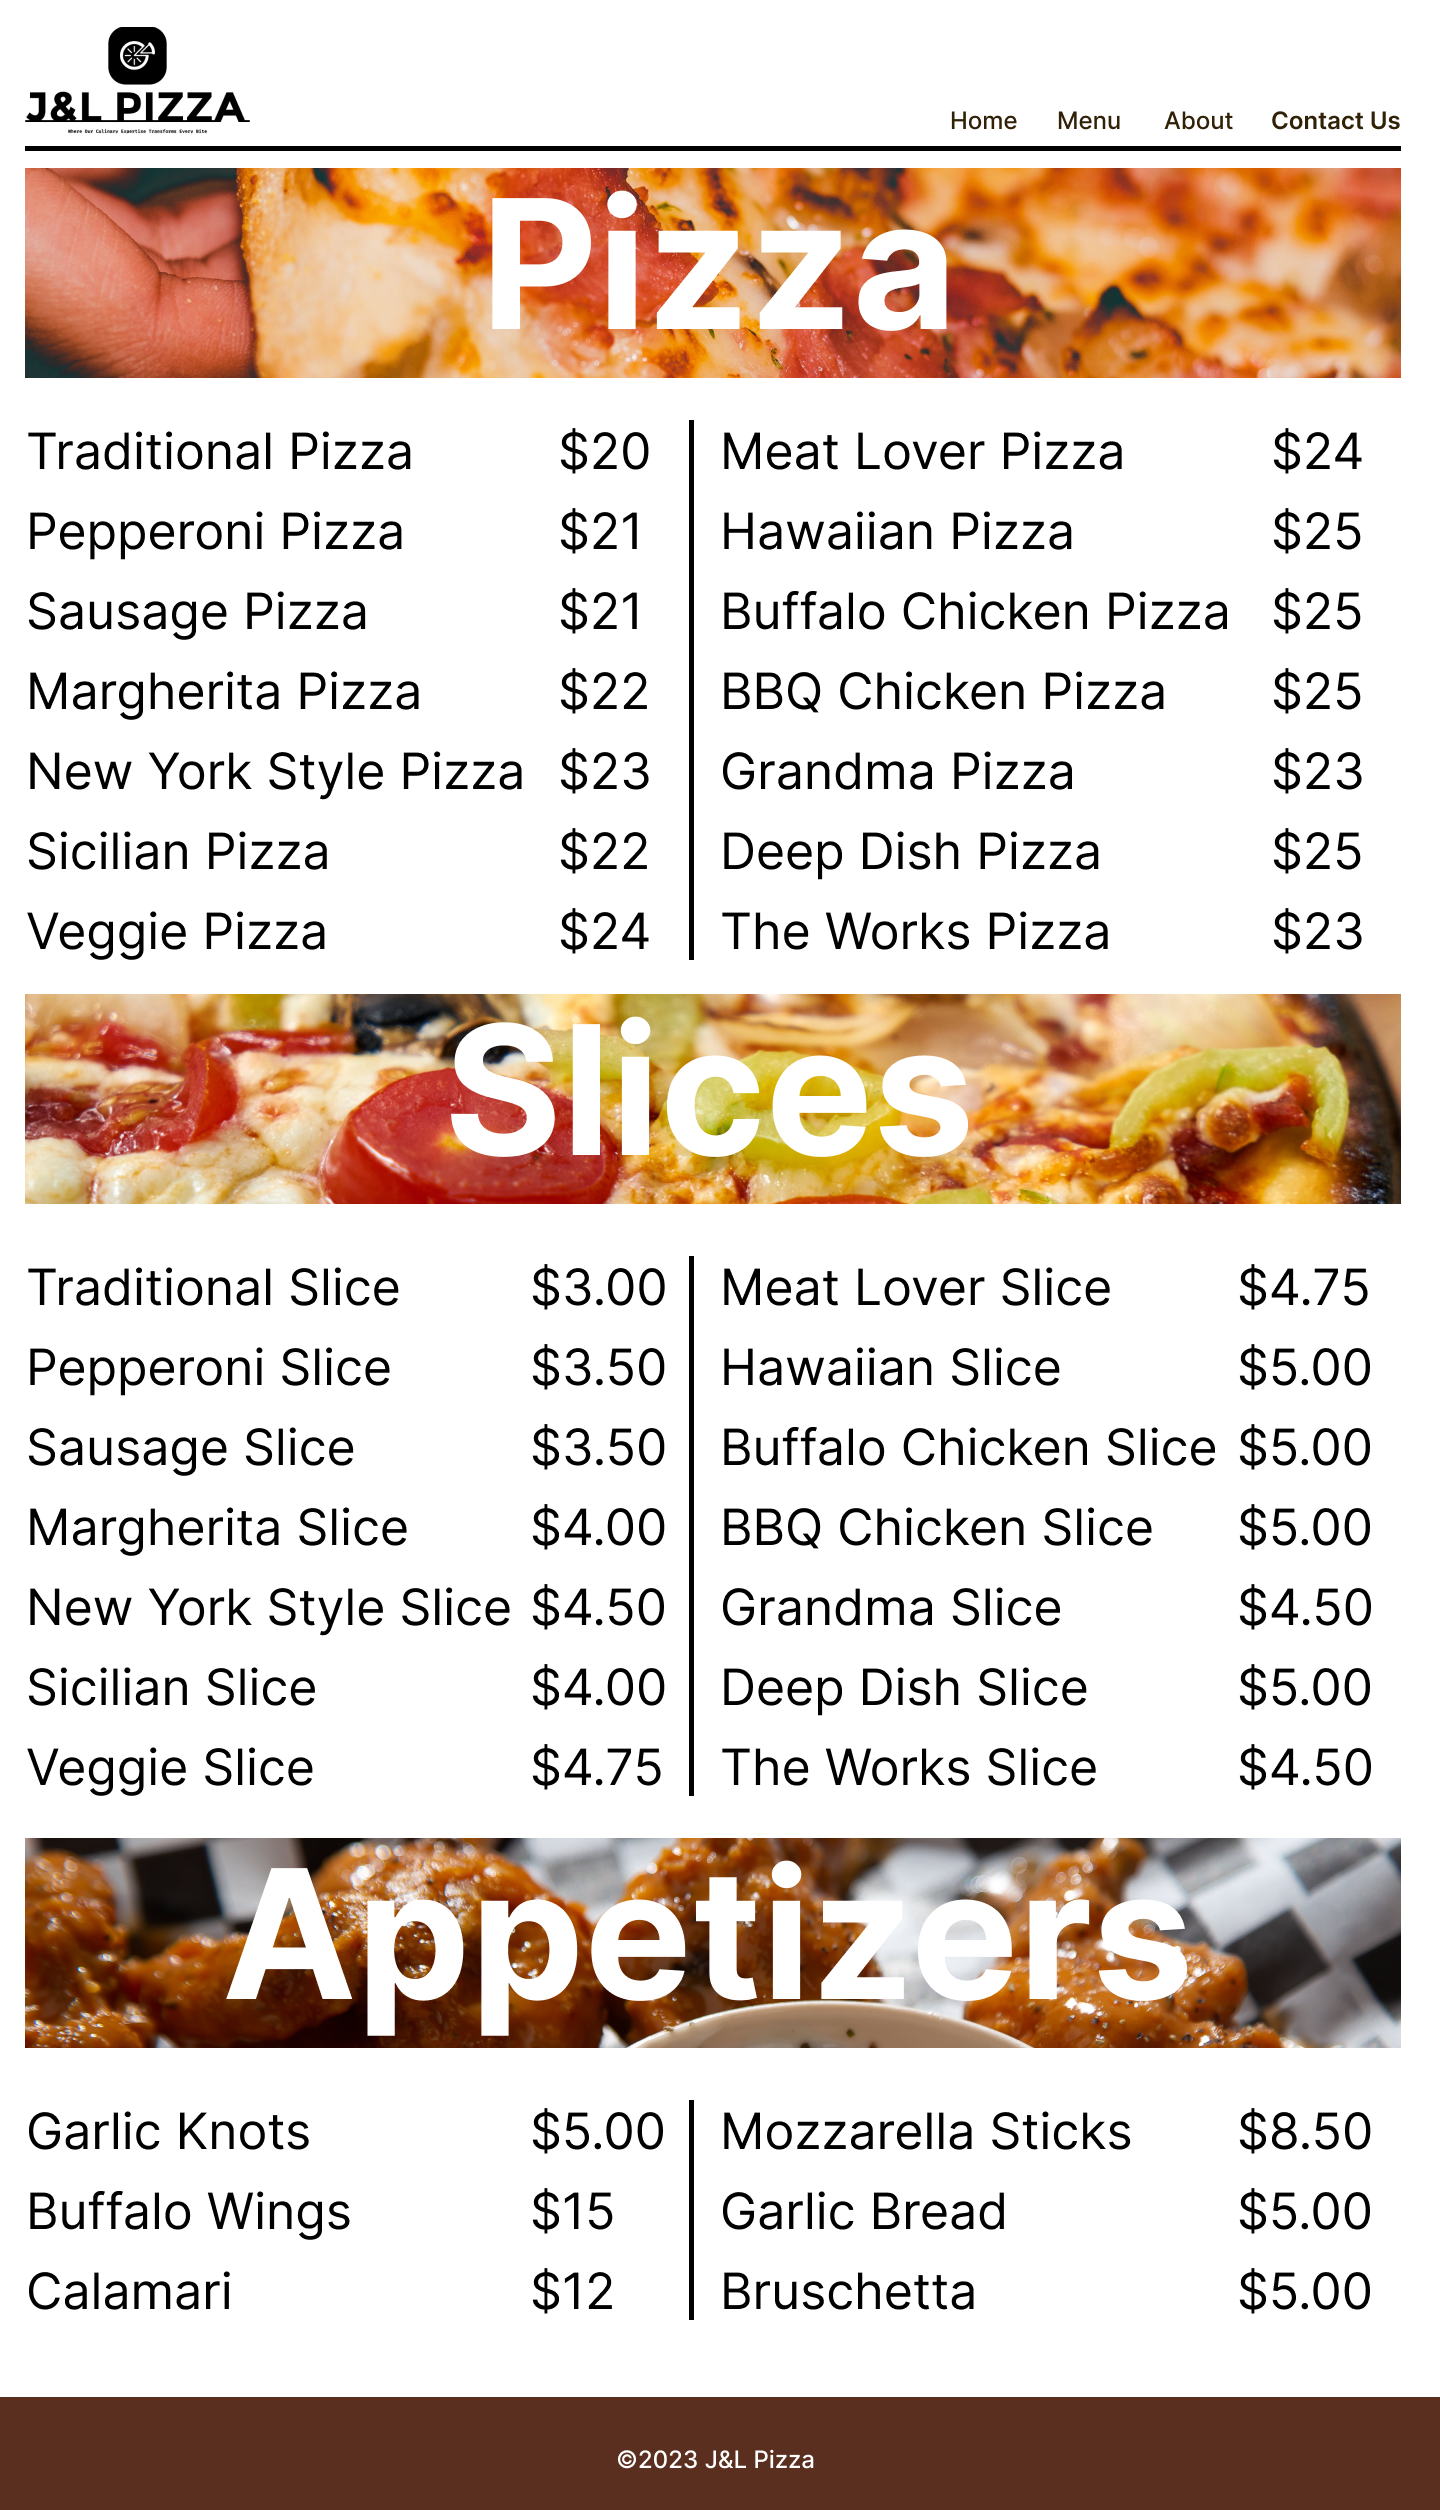 J&L PIZZA
Where Our Culinary Expertise Transforms Every Bite
Home Menu About Contact Us
Pizza
Traditional Pizza $20
Pepperoni Pizza $21
Sausage Pizza $21
Margherita Pizza $22
New York Style Pizza $23
Sicilian Pizza $22
Veggie Pizza $24
Meat Lover Pizza $24
Hawaiian Pizza $25
Buffalo Chicken Pizza $25
BBQ Chicken Pizza $25
Grandma Pizza $23
Deep Dish Pizza $25
The Works Pizza $23
Slices
Traditional Slice $3.00
Pepperoni Slice $3.50
Sausage Slice $3.50
Margherita Slice $4.00
New York Style Slice $4.50
Sicilian Slice $4.00
Veggie Slice $4.75
Meat Lover Slice $4.75
Hawaiian Slice $5.00
Buffalo Chicken Slice $5.00
BBQ Chicken Slice $5.00
Grandma Slice $4.50
Deep Dish Slice $5.00
The Works Slice $4.50
Appetizers
Garlic Knots $5.00
Buffalo Wings $15
Calamari $12
Mozzarella Sticks $8.50
Garlic Bread $5.00
Bruschetta $5.00
©2023 J&L Pizza